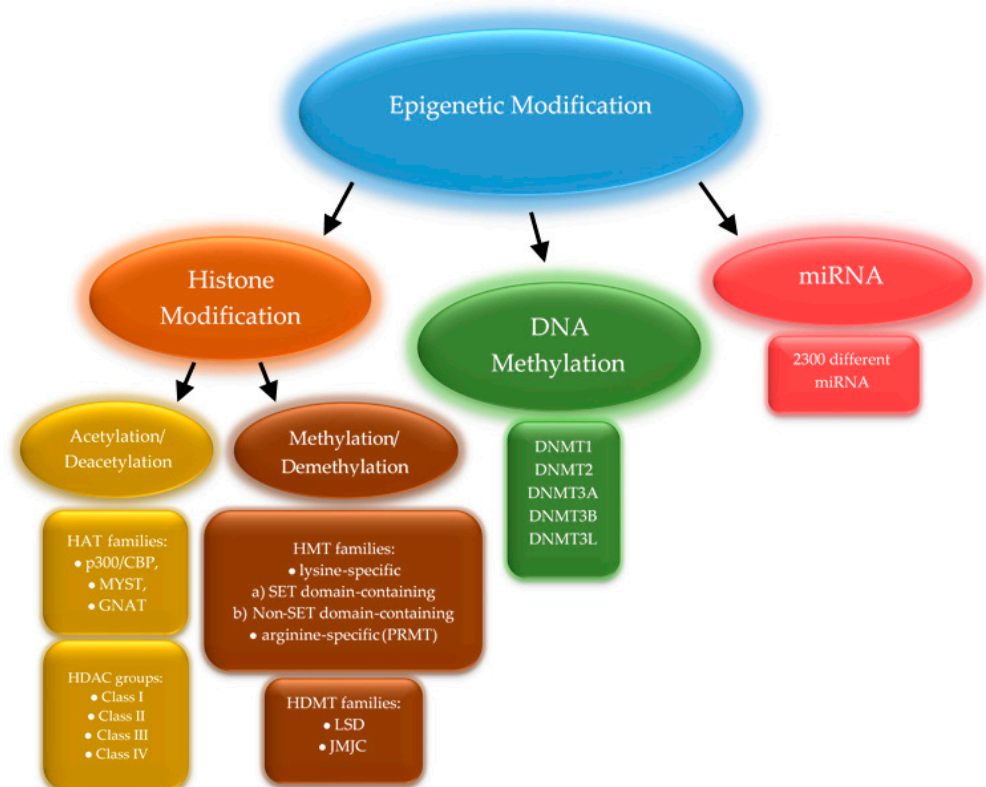 Epigenetic Modification
Histone
Modification
DNA
Methylation
miRNA
2300 different
miRNA
Acetylation/
Deacetylation
Methylation/
Demethylation
DNMT1
DNMT2
DNMT3A
DNMT3B
DNMT3L
HAT families:
● p300/CBP,
● MYST,
● GNAT
HMT families:
● lysine-specific
a) SET domain-containing
b) Non-SET domain-containing
● arginine-specific (PRMT)
HDAC groups:
● Class I
● Class II
● Class III
● Class IV
HDMT families:
● LSD
● JMJC